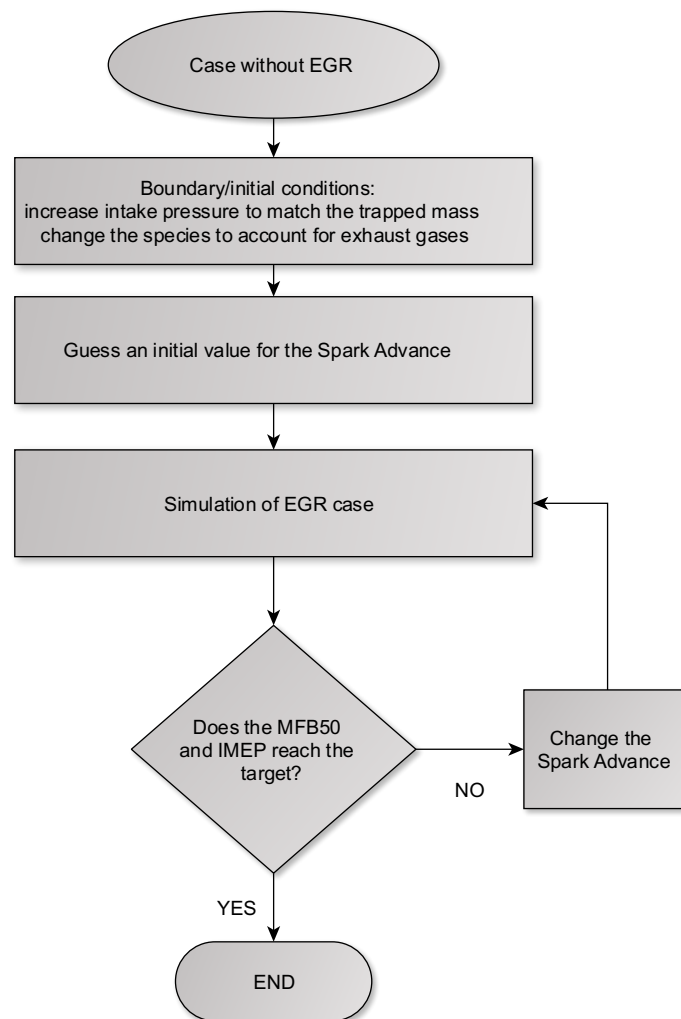 Case without EGR
Boundary/initial conditions:
increase intake pressure to match the trapped mass
change the species to account for exhaust gases
Guess an initial value for the Spark Advance
Simulation of EGR case
Does the MFB50
and IMEP reach the
target?
NO
Change the
Spark Advance
YES
END